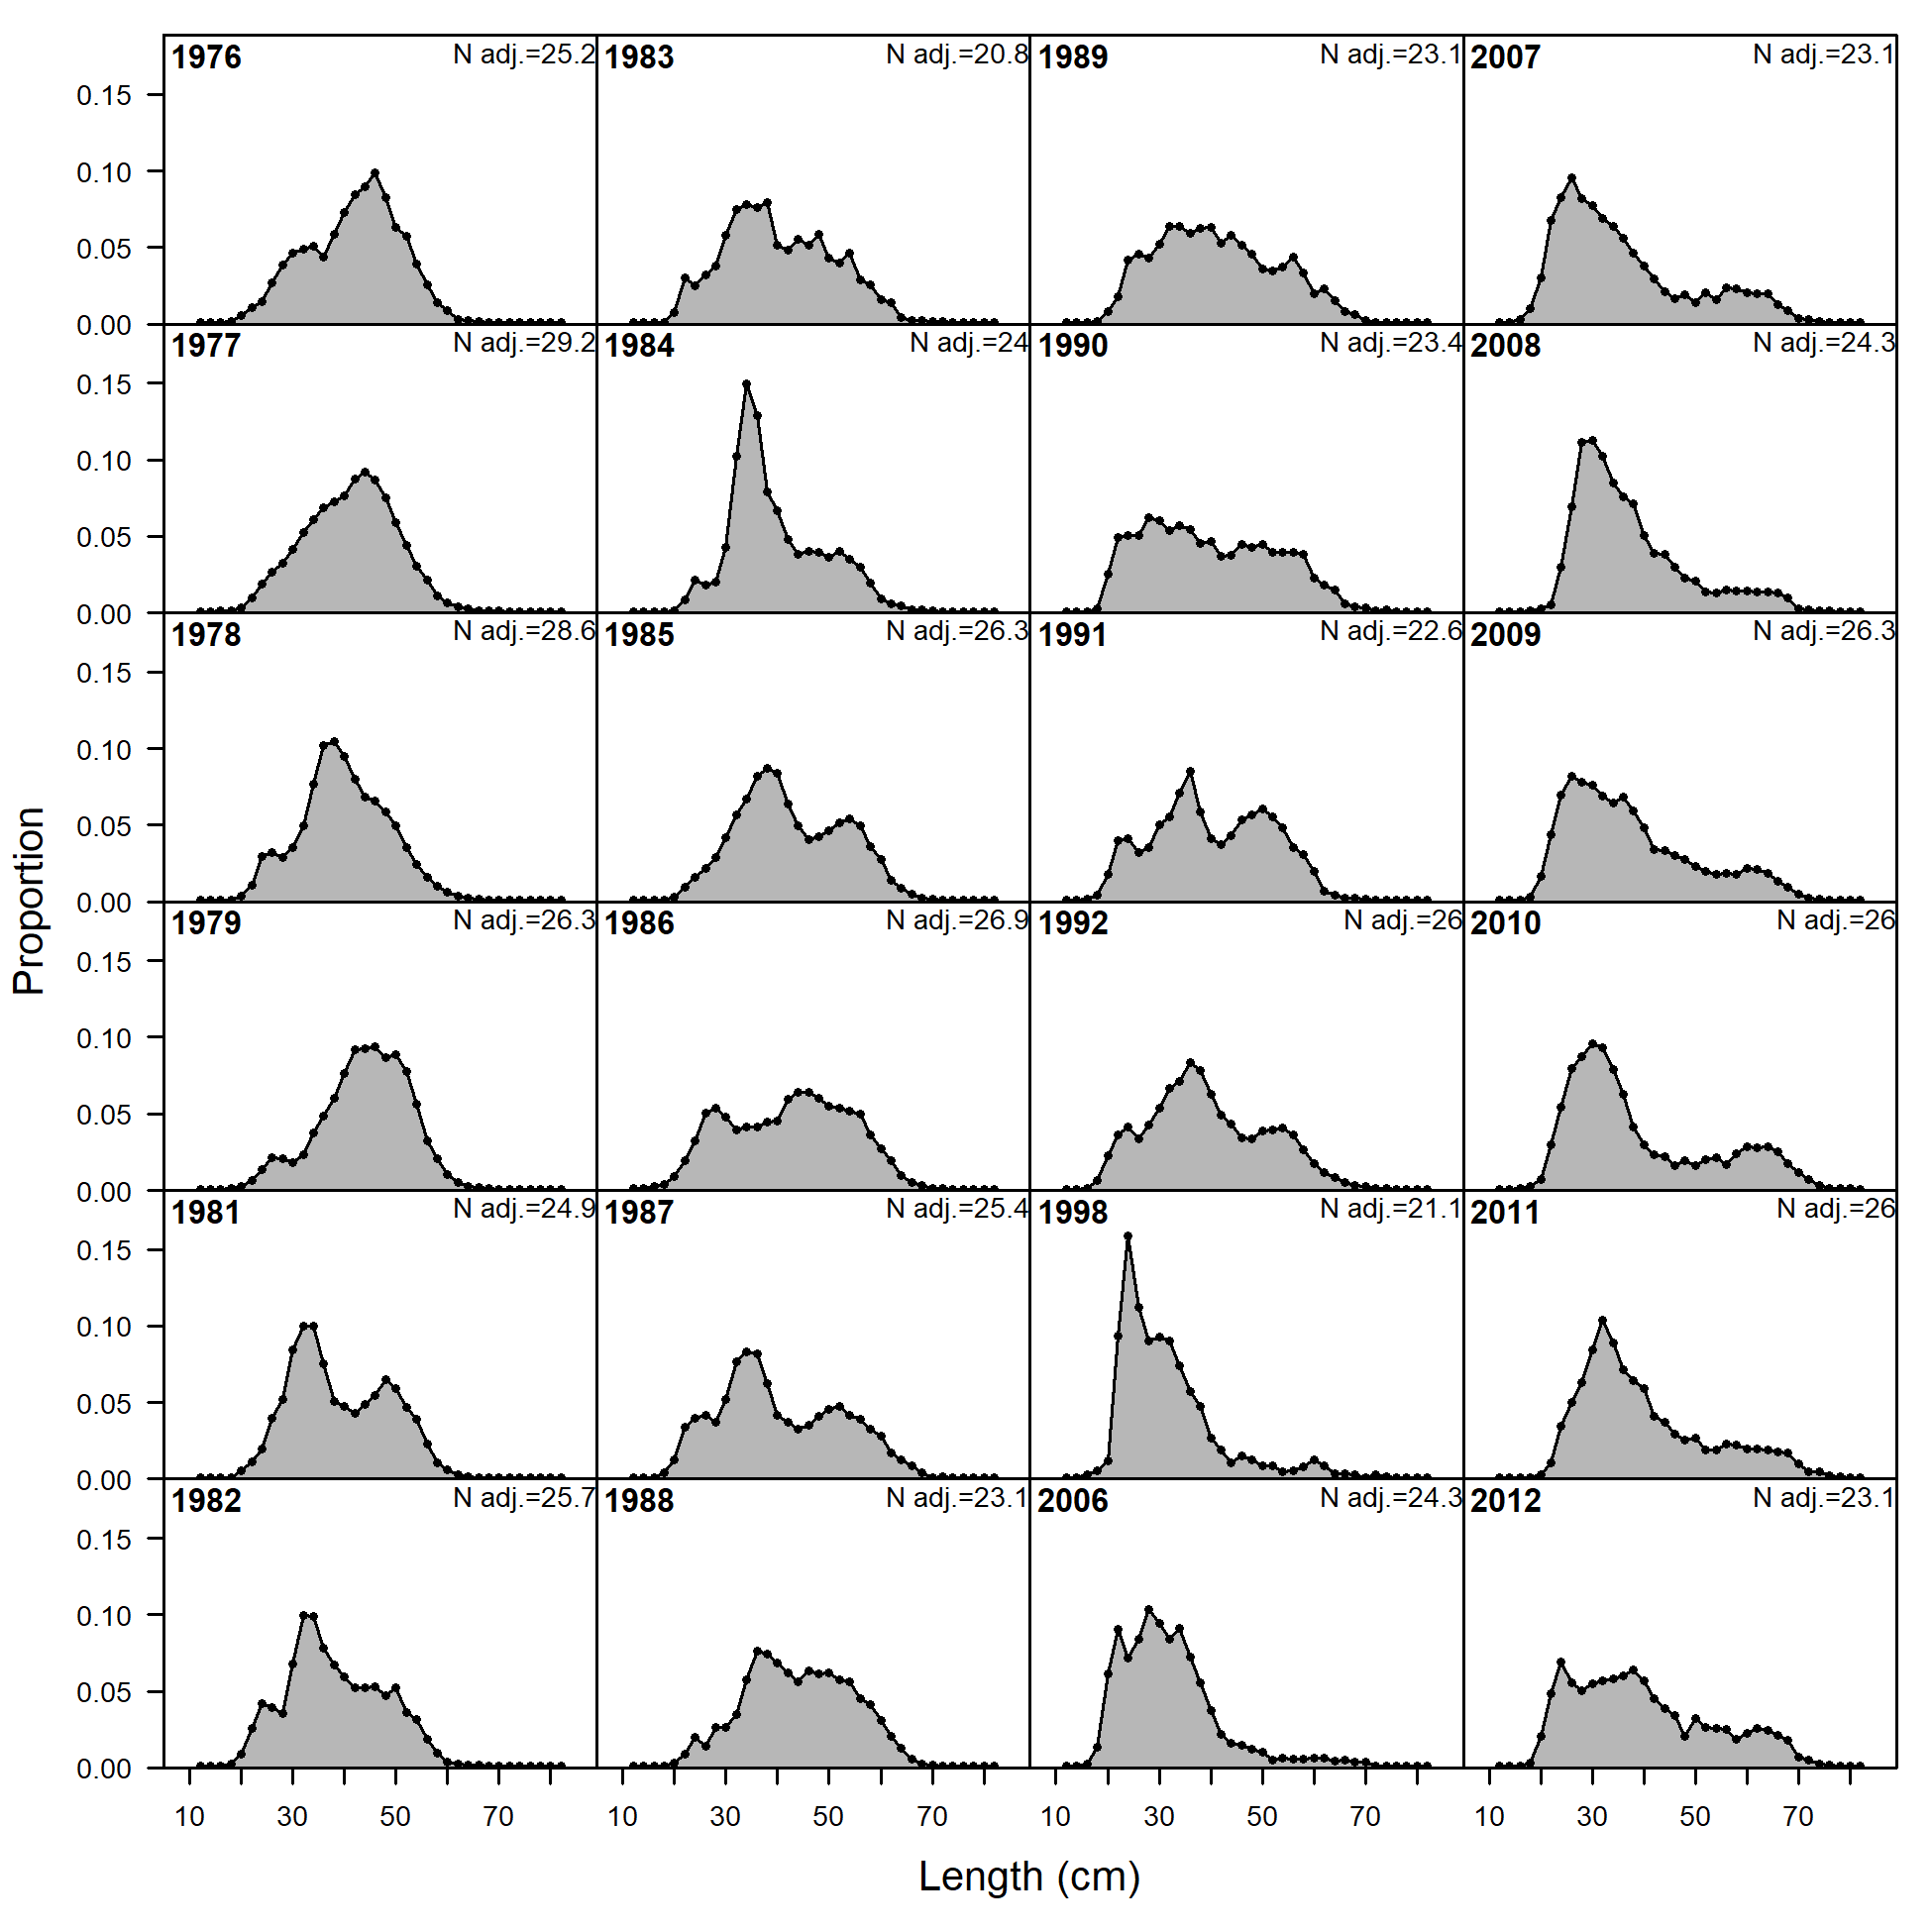 1976 N adj.=25.2 1983 N adj.=20.8 1989 N adj.=23.1 2007 N adj.=23.1
0.15
0.10
0.05
0.00
1977 N adj.=29.2 1984 N adj.=24 1990 N adj.=23.4 2008 N adj.=24.3
0.15
0.10
0.05
0.00
1978 N adj.=28.6 1985 N adj.=26.3 1991 N adj.=22.6 2009 N adj.=26.3
0.15
0.10
0.05
0.00
Proportion
1979 N adj.=26.3 1986 N adj.=26.9 1992 N adj.=26 2010 N adj.=26
0.15
0.10
0.05
0.00
1981 N adj.=24.9 1987 N adj.=25.4 1998 N adj.=21.1 2011 N adj.=26
0.15
0.10
0.05
0.00
1982 N adj.=25.7 1988 N adj.=23.1 2006 N adj.=24.3 2012 N adj.=23.1
0.15
0.10
0.05
0.00
10 30 50 70 10 30 50 70 10 30 50 70 10 30 50 70
Length (cm)